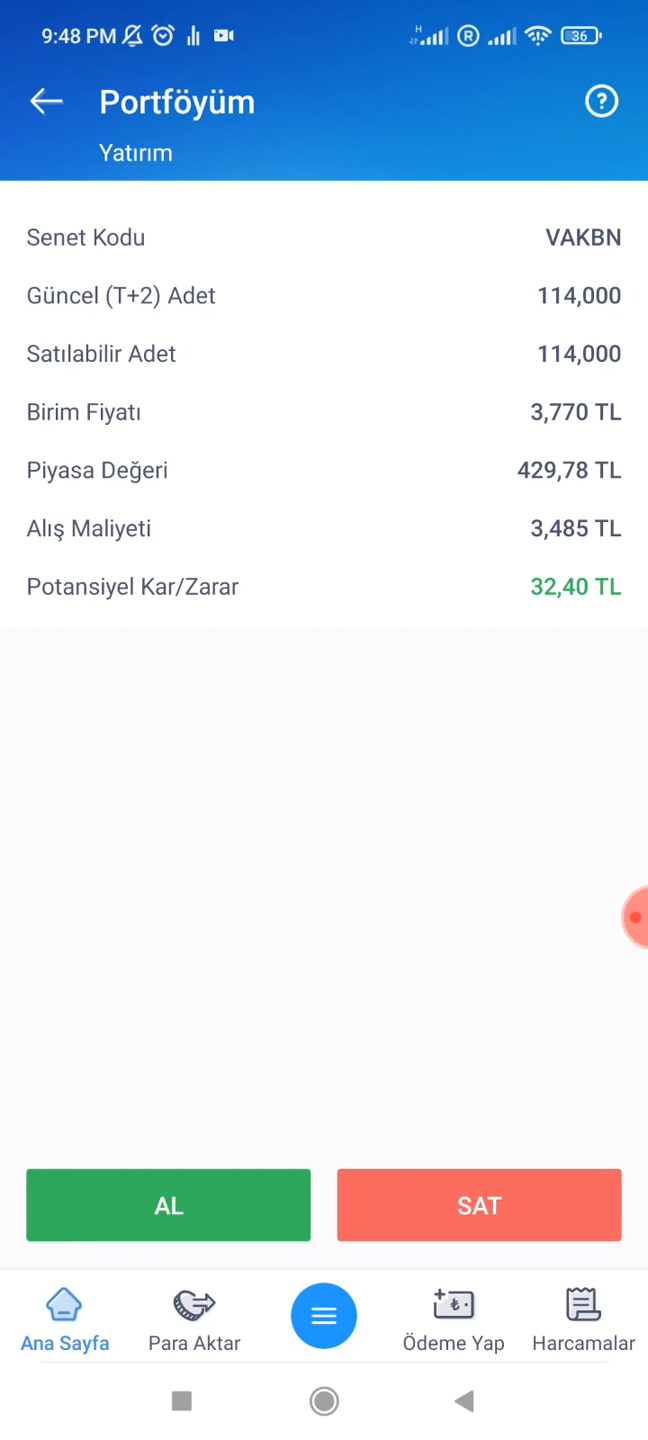 9:48 PM
H
R
36
Portföyüm
?
Yatırım
Senet Kodu VAKBN
Güncel (T+2) Adet 114,000
Satılabilir Adet 114,000
Birim Fiyatı 3,770 TL
Piyasa Değeri 429,78 TL
Alış Maliyeti 3,485 TL
Potansiyel Kar/Zarar 32,40 TL
AL SAT
Ana Sayfa Para Aktar Ödeme Yap Harcamalar